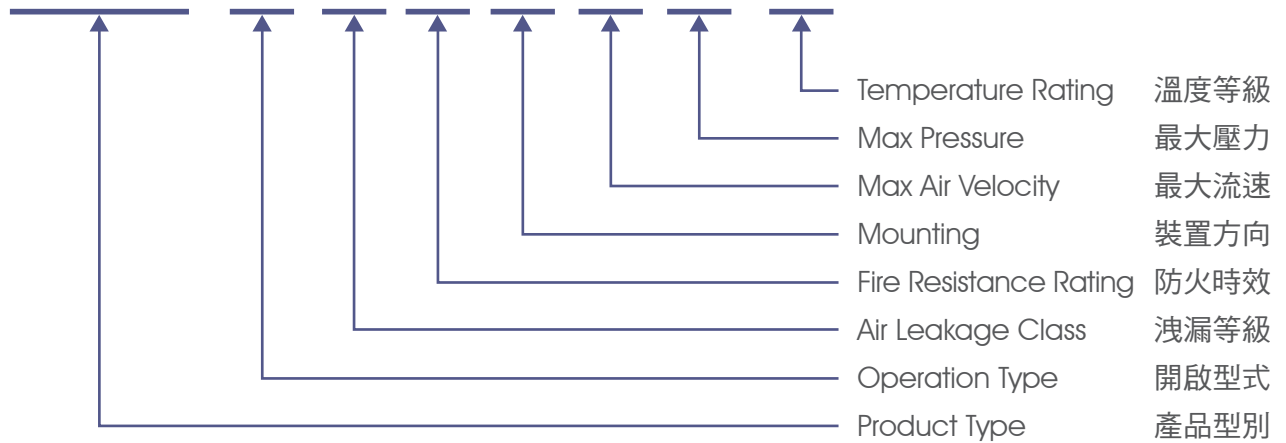 Temperature Rating 溫度等級
Max Pressure 最大壓力
Max Air Velocity 最大流速
Mounting 裝置方向
Fire Resistance Rating 防火時效
Air Leakage Class 洩漏等級
Operation Type 開啟型式
Product Type 產品型別